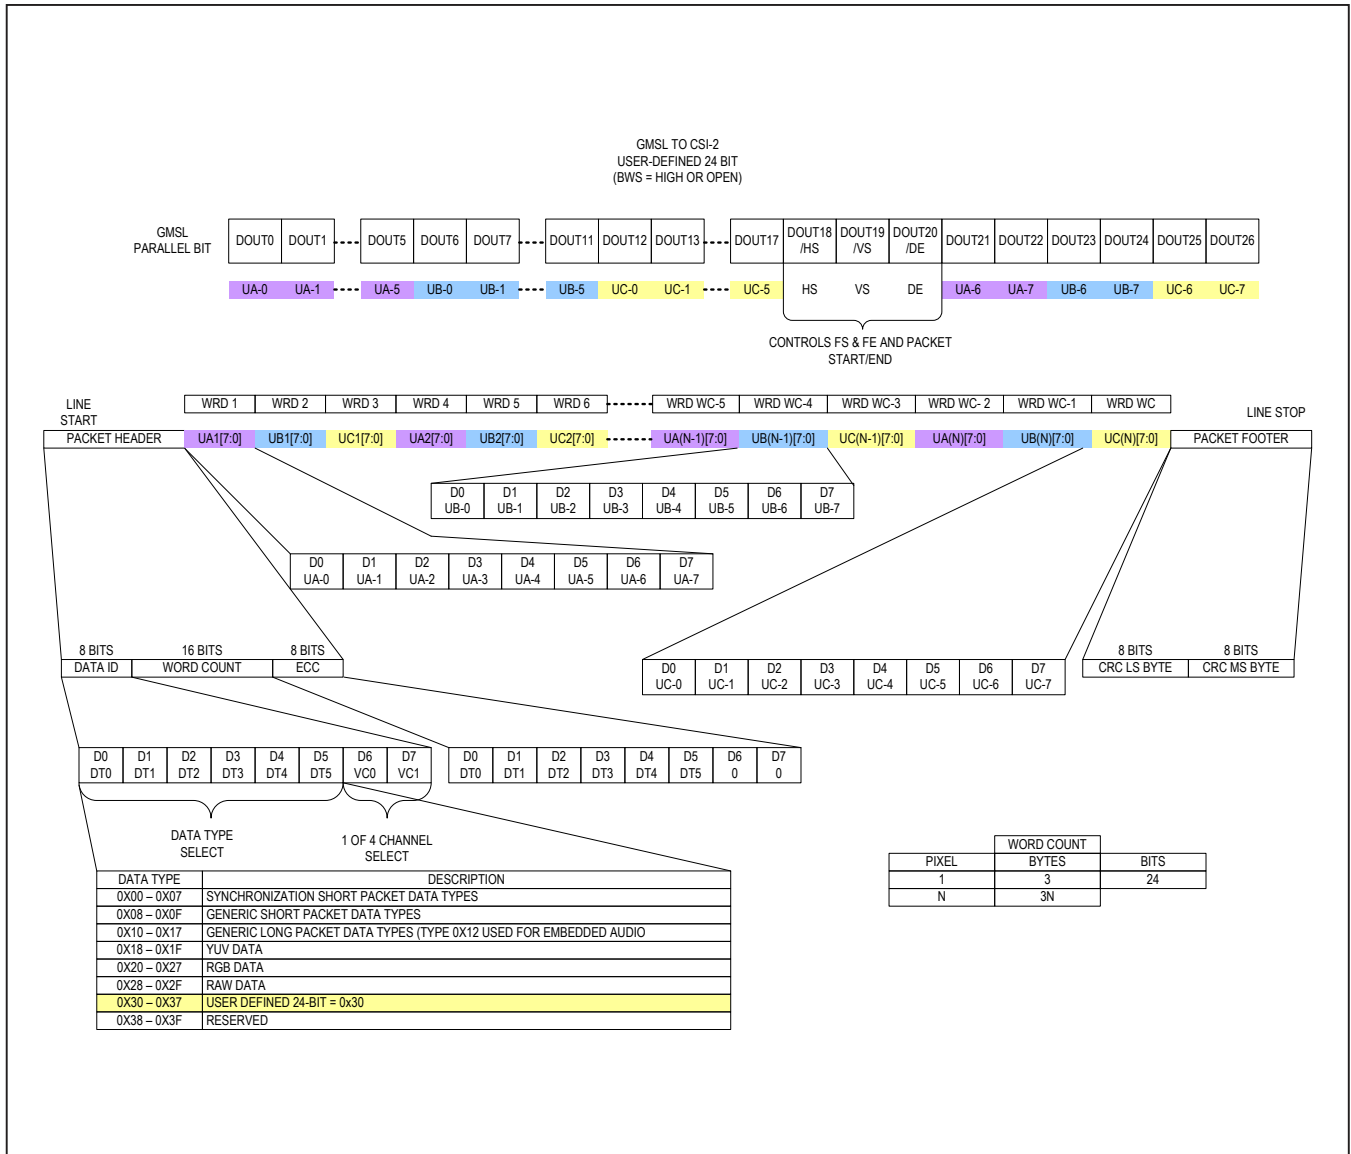 GMSL TO CSI-2
USER-DEFINED 24 BIT
(BWS = HIGH OR OPEN)
GMSL
PARALLEL BIT
DOUT0 DOUT1 DOUT5 DOUT6 DOUT7 DOUT11 DOUT12 DOUT13 DOUT17 DOUT18 /HS DOUT19 /VS DOUT20 /DE DOUT21 DOUT22 DOUT23 DOUT24 DOUT25 DOUT26
UA-0 UA-1 UA-5 UB-0 UB-1 UB-5 UC-0 UC-1 UC-5 HS VS DE UA-6 UA-7 UB-6 UB-7 UC-6 UC-7
CONTROLS FS & FE AND PACKET
START/END
LINE
START
WRD 1 WRD 2 WRD 3 WRD 4 WRD 5 WRD 6 WRD WC-5 WRD WC-4 WRD WC-3 WRD WC- 2 WRD WC-1 WRD WC
LINE STOP
PACKET HEADER UA1[7:0] UB1[7:0] UC1[7:0] UA2[7:0] UB2[7:0] UC2[7:0] UA(N-1)[7:0] UB(N-1)[7:0] UC(N-1)[7:0] UA(N)[7:0] UB(N)[7:0] UC(N)[7:0] PACKET FOOTER
D0 D1 D2 D3 D4 D5 D6 D7
UB-0 UB-1 UB-2 UB-3 UB-4 UB-5 UB-6 UB-7
D0 D1 D2 D3 D4 D5 D6 D7
UA-0 UA-1 UA-2 UA-3 UA-4 UA-5 UA-6 UA-7
8 BITS 16 BITS 8 BITS
DATA ID WORD COUNT ECC
D0 D1 D2 D3 D4 D5 D6 D7
UC-0 UC-1 UC-2 UC-3 UC-4 UC-5 UC-6 UC-7
8 BITS 8 BITS
CRC LS BYTE CRC MS BYTE
D0 D1 D2 D3 D4 D5 D6 D7
DT0 DT1 DT2 DT3 DT4 DT5 VC0 VC1
D0 D1 D2 D3 D4 D5 D6 D7
DT0 DT1 DT2 DT3 DT4 DT5 0 0
DATA TYPE
SELECT
1 OF 4 CHANNEL
SELECT
DATA TYPE DESCRIPTION
0X00 – 0X07 SYNCHRONIZATION SHORT PACKET DATA TYPES
0X08 – 0X0F GENERIC SHORT PACKET DATA TYPES
0X10 – 0X17 GENERIC LONG PACKET DATA TYPES (TYPE 0X12 USED FOR EMBEDDED AUDIO
0X18 – 0X1F YUV DATA
0X20 – 0X27 RGB DATA
0X28 – 0X2F RAW DATA
0X30 – 0X37 USER DEFINED 24-BIT = 0x30
0X38 – 0X3F RESERVED
WORD COUNT
PIXEL BYTES BITS
1 3 24
N 3N